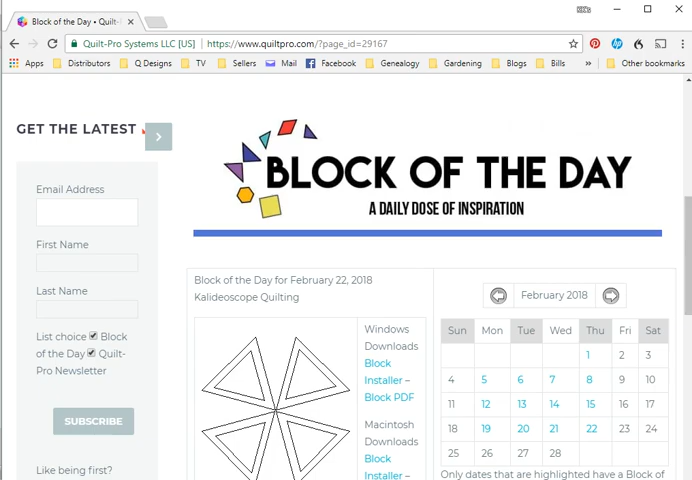 Block of the Day • Quilt-
Quilt-Pro Systems LLC [US] | https://www.quiltpro.com/?page_id=29167
Apps Distributors Q Designs TV Sellers Mail Facebook Genealogy Gardening Blogs Bills » Other bookmarks
GET THE LATEST
Email Address
First Name
Last Name
List choice Block
of the Day Quilt-
Pro Newsletter
SUBSCRIBE
Like being first?
BLOCK OF THE DAY
A DAILY DOSE OF INSPIRATION
Block of the Day for February 22, 2018
Kalideoscope Quilting
Windows
Downloads
Block
Installer –
Block PDF
Macintosh
Downloads
Block
Installer –
February 2018
Sun Mon Tue Wed Thu Fri Sat
1 2 3
4 5 6 7 8 9 10
11 12 13 14 15 16 17
18 19 20 21 22 23 24
25 26 27 28
Only dates that are highlighted have a Block of